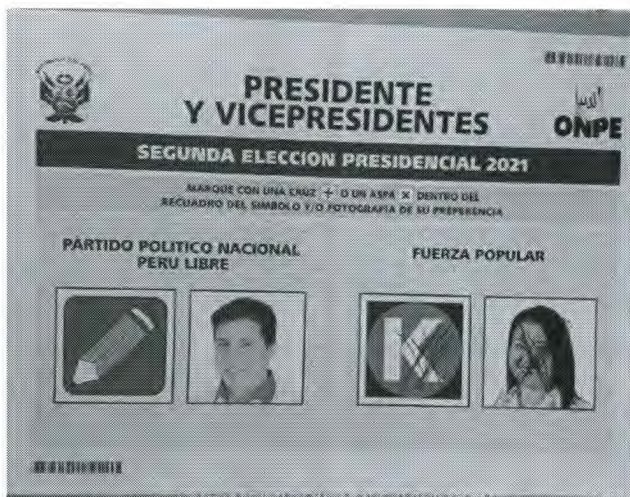 PRESIDENTE
Y VICEPRESIDENTES
ONPE
SEGUNDA ELECCION PRESIDENCIAL 2021
MARQUE CON UNA CRUZ + O UN ASPA X DENTRO DEL
RECUADRO DEL SIMBOLO Y/O FOTOGRAFIA DE SU PREFERENCIA
PARTIDO POLITICO NACIONAL
PERU LIBRE
FUERZA POPULAR
K